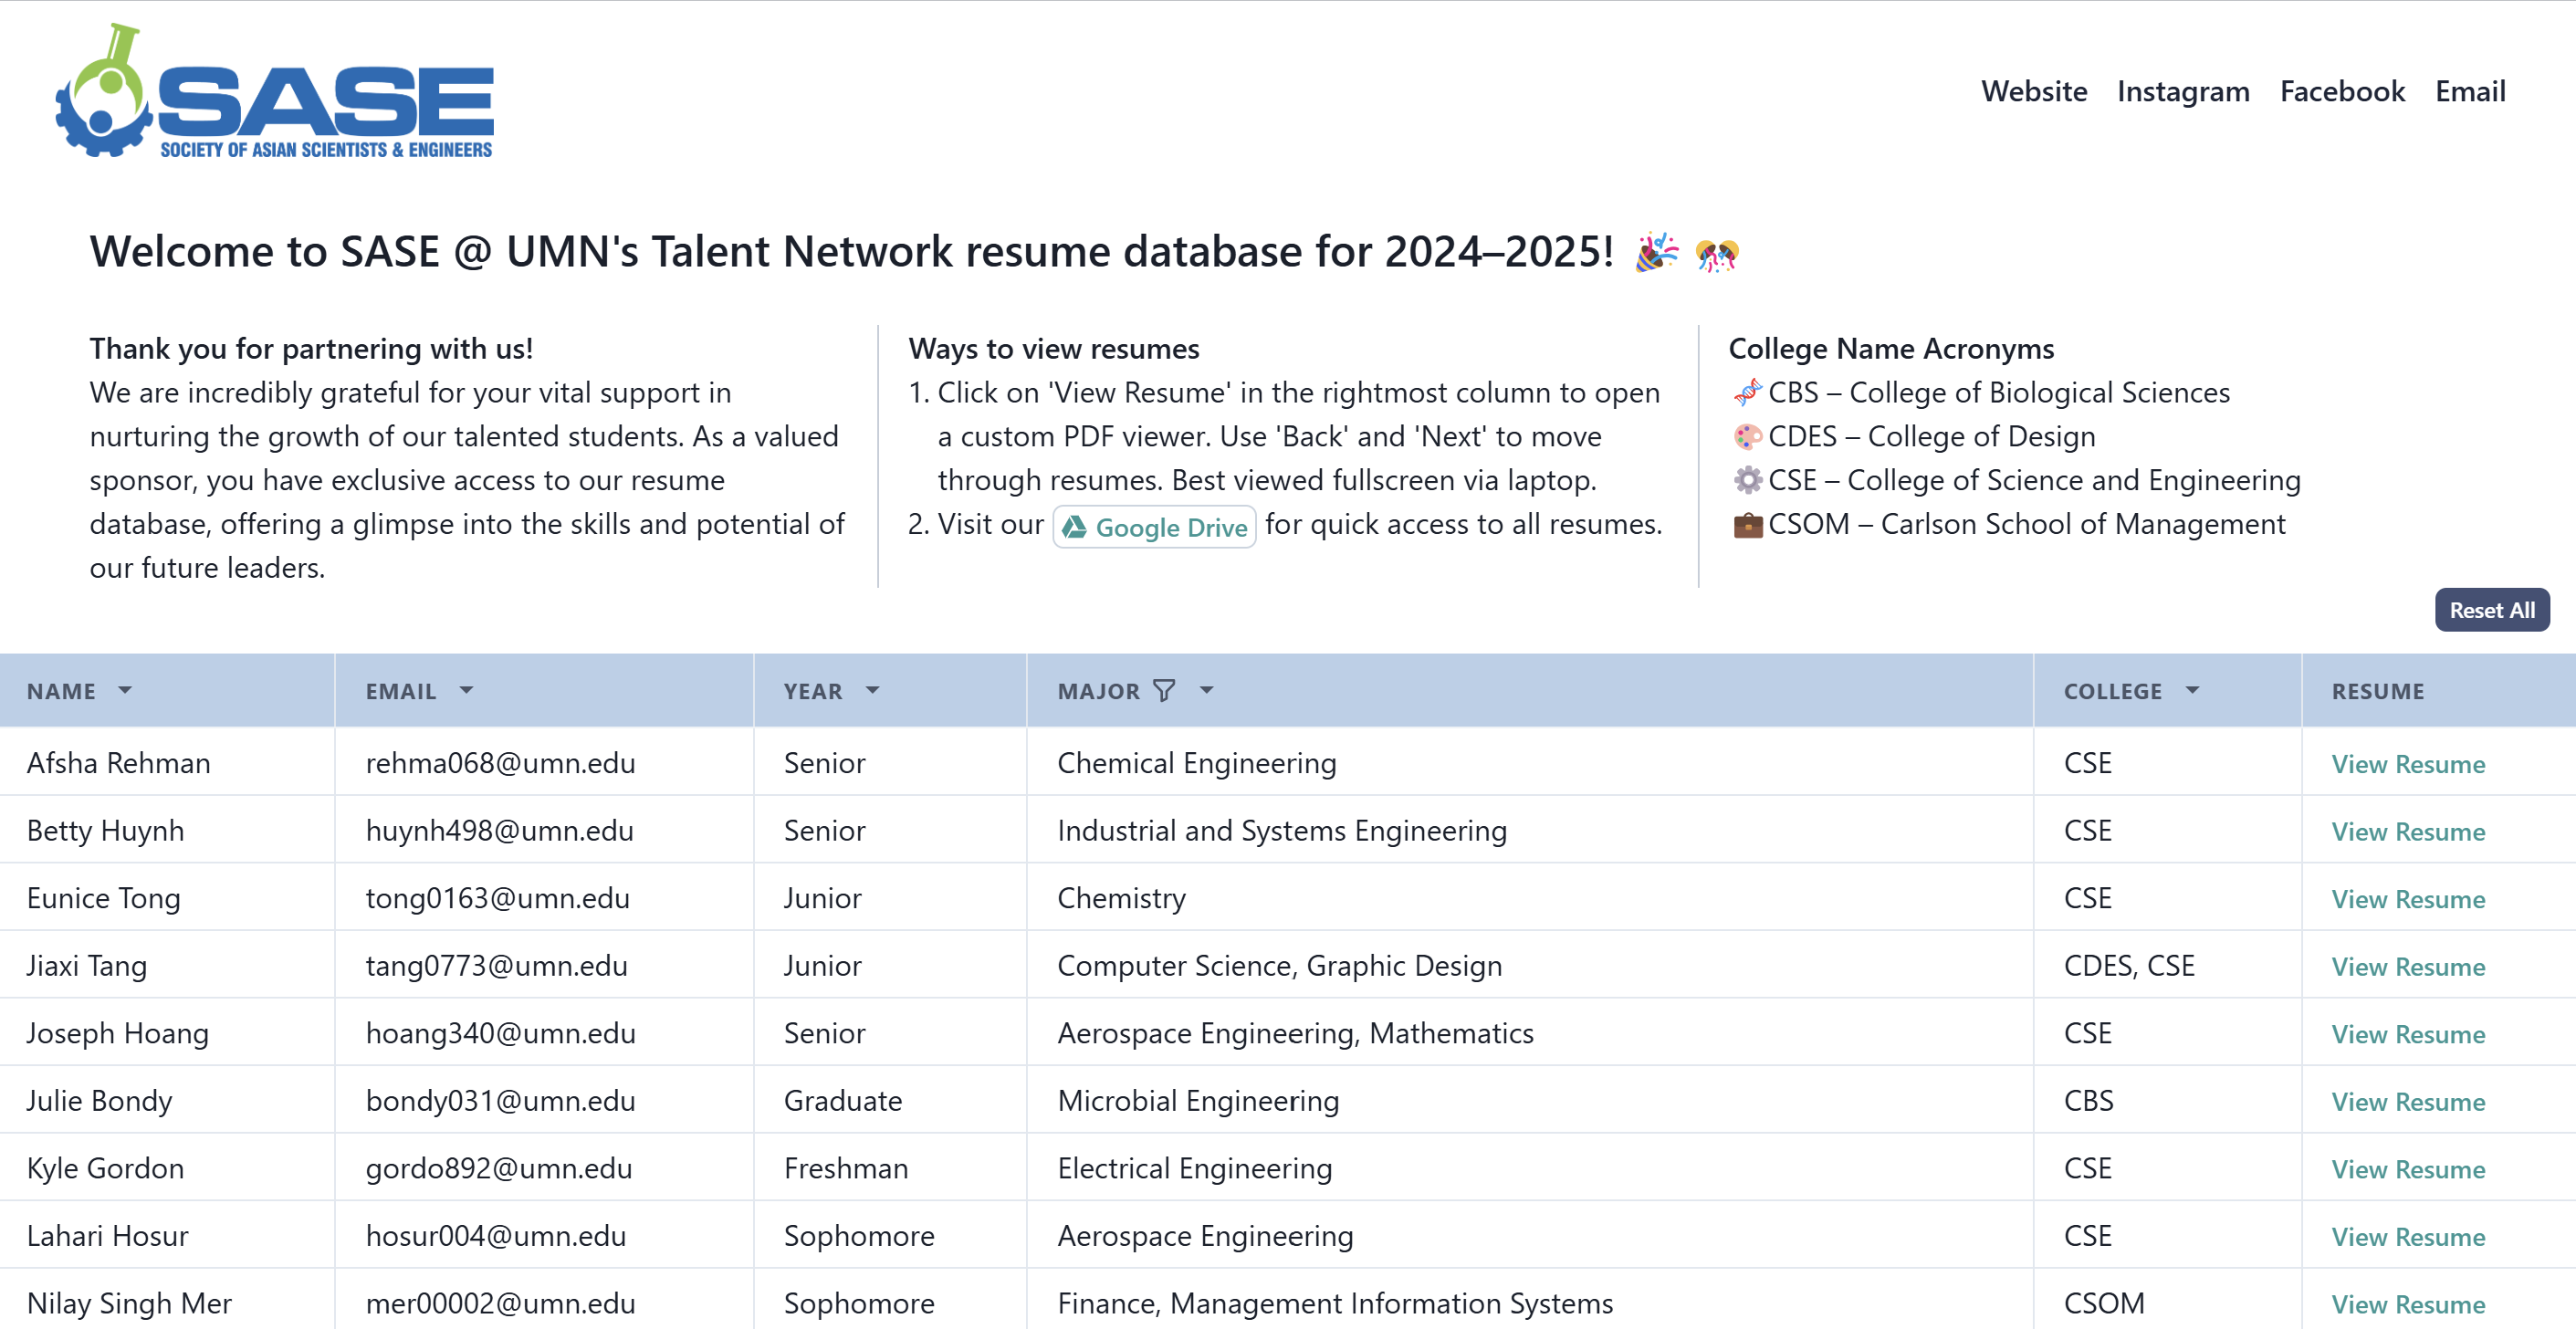 SASE
SOCIETY OF ASIAN SCIENTISTS & ENGINEERS
Website Instagram Facebook Email
Welcome to SASE @ UMN's Talent Network resume database for 2024–2025! 🎉 🎊
Thank you for partnering with us!
We are incredibly grateful for your vital support in
nurturing the growth of our talented students. As a valued
sponsor, you have exclusive access to our resume
database, offering a glimpse into the skills and potential of
our future leaders.
Ways to view resumes
1. Click on 'View Resume' in the rightmost column to open
a custom PDF viewer. Use 'Back' and 'Next' to move
through resumes. Best viewed fullscreen via laptop.
2. Visit our Google Drive for quick access to all resumes.
College Name Acronyms
🧬 CBS – College of Biological Sciences
🎨 CDES – College of Design
⚙️ CSE – College of Science and Engineering
💼 CSOM – Carlson School of Management
Reset All
NAME EMAIL YEAR MAJOR COLLEGE RESUME
Afsha Rehman rehma068@umn.edu Senior Chemical Engineering CSE View Resume
Betty Huynh huynh498@umn.edu Senior Industrial and Systems Engineering CSE View Resume
Eunice Tong tong0163@umn.edu Junior Chemistry CSE View Resume
Jiaxi Tang tang0773@umn.edu Junior Computer Science, Graphic Design CDES, CSE View Resume
Joseph Hoang hoang340@umn.edu Senior Aerospace Engineering, Mathematics CSE View Resume
Julie Bondy bondy031@umn.edu Graduate Microbial Engineering CBS View Resume
Kyle Gordon gordo892@umn.edu Freshman Electrical Engineering CSE View Resume
Lahari Hosur hosur004@umn.edu Sophomore Aerospace Engineering CSE View Resume
Nilay Singh Mer mer00002@umn.edu Sophomore Finance, Management Information Systems CSOM View Resume